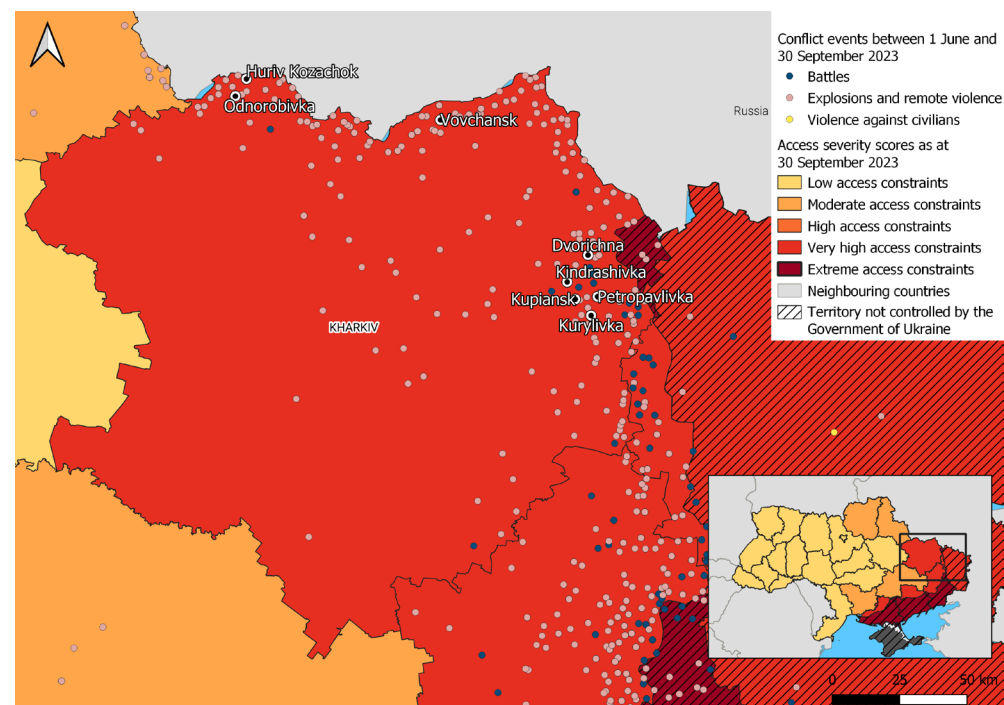 Conflict events between 1 June and
30 September 2023
Battles
Explosions and remote violence
Violence against civilians
Access severity scores as at
30 September 2023
Low access constraints
Moderate access constraints
High access constraints
Very high access constraints
Extreme access constraints
Neighbouring countries
Territory not controlled by the
Government of Ukraine
Huriv Kozachok
Odnorobivka
Vovchansk
Russia
Dvorichna
Kindrashivka
Kupiansk
Petropavlivka
Kurylivka
KHARKIV
0 25 50 km